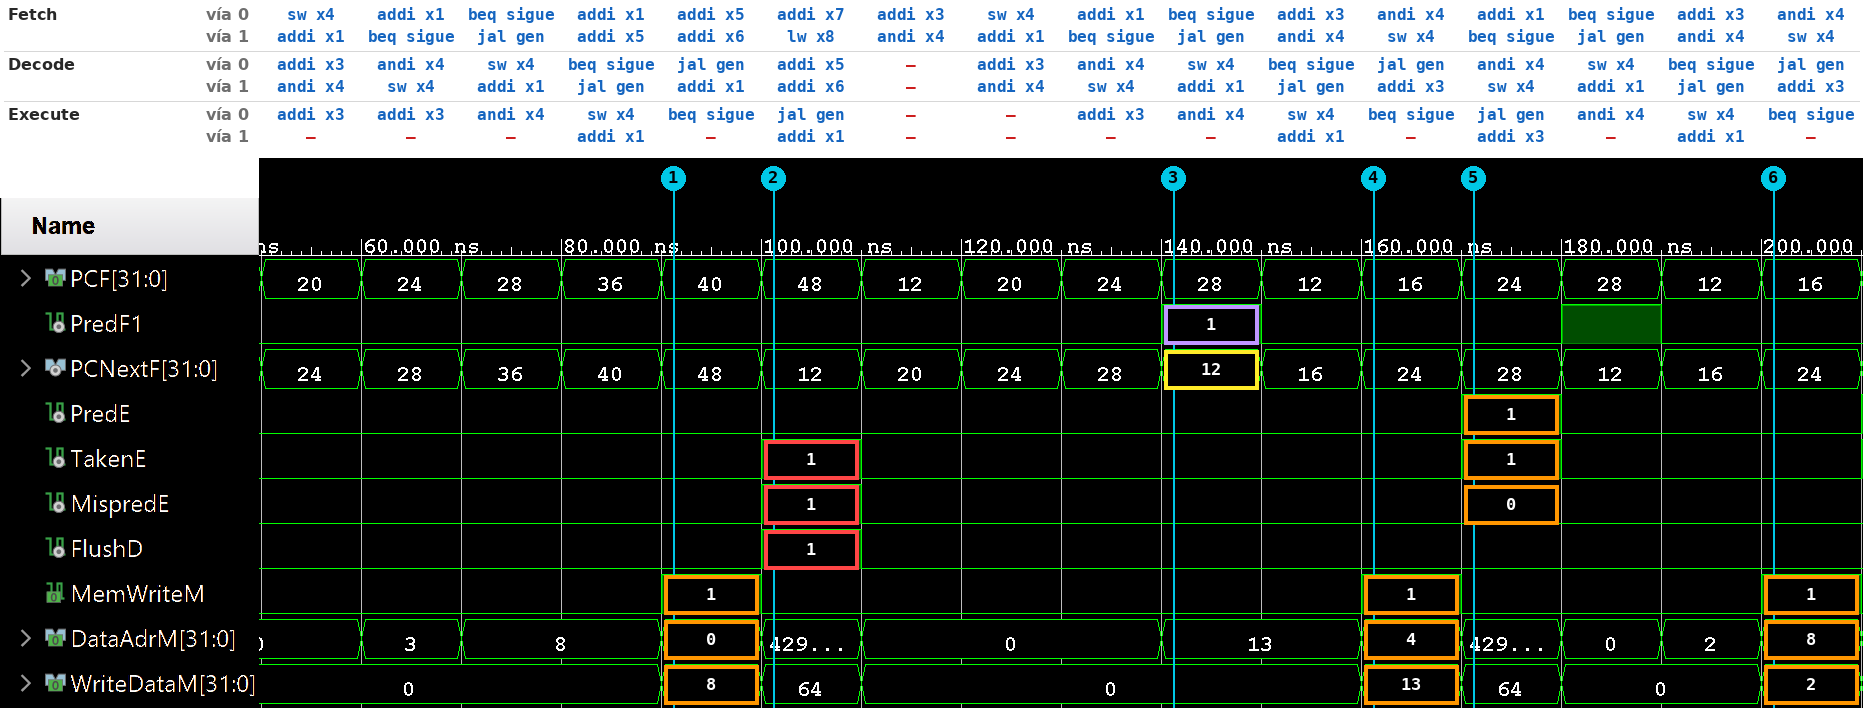 Fetch vía 0 sw x4 addi x1 beq sigue addi x1 addi x5 addi x7 addi x3 sw x4 addi x1 beq sigue addi x3 andi x4 addi x1 beq sigue addi x3 andi x4
vía 1 addi x1 beq sigue jal gen addi x5 addi x6 lw x8 andi x4 addi x1 beq sigue jal gen andi x4 sw x4 beq sigue jal gen andi x4 sw x4
Decode vía 0 addi x3 andi x4 sw x4 beq sigue jal gen addi x5 — addi x3 andi x4 sw x4 beq sigue jal gen andi x4 sw x4 beq sigue jal gen
vía 1 andi x4 sw x4 addi x1 jal gen addi x1 addi x6 — andi x4 sw x4 addi x1 jal gen addi x3 sw x4 addi x1 jal gen addi x3
Execute vía 0 addi x3 addi x3 andi x4 sw x4 beq sigue jal gen — — addi x3 andi x4 sw x4 beq sigue jal gen andi x4 sw x4 beq sigue
vía 1 — — — addi x1 — addi x1 — — — — addi x1 — addi x3 — addi x1 —
1 2 3 4 5 6
Name
ns 60.000 ns 80.000 ns 100.000 ns 120.000 ns 140.000 ns 160.000 ns 180.000 ns 200.000
PCF[31:0] 20 24 28 36 40 48 12 20 24 28 12 16 24 28 12 16
PredF1 1
PCNextF[31:0] 24 28 36 40 48 12 20 24 28 12 16 24 28 12 16 24
PredE 1
TakenE 1 1
MispredE 1 0
FlushD 1
MemWriteM 1 1 1
DataAdrM[31:0] 3 8 0 429... 0 13 4 429... 0 2 8
WriteDataM[31:0] 0 8 64 0 13 64 0 2